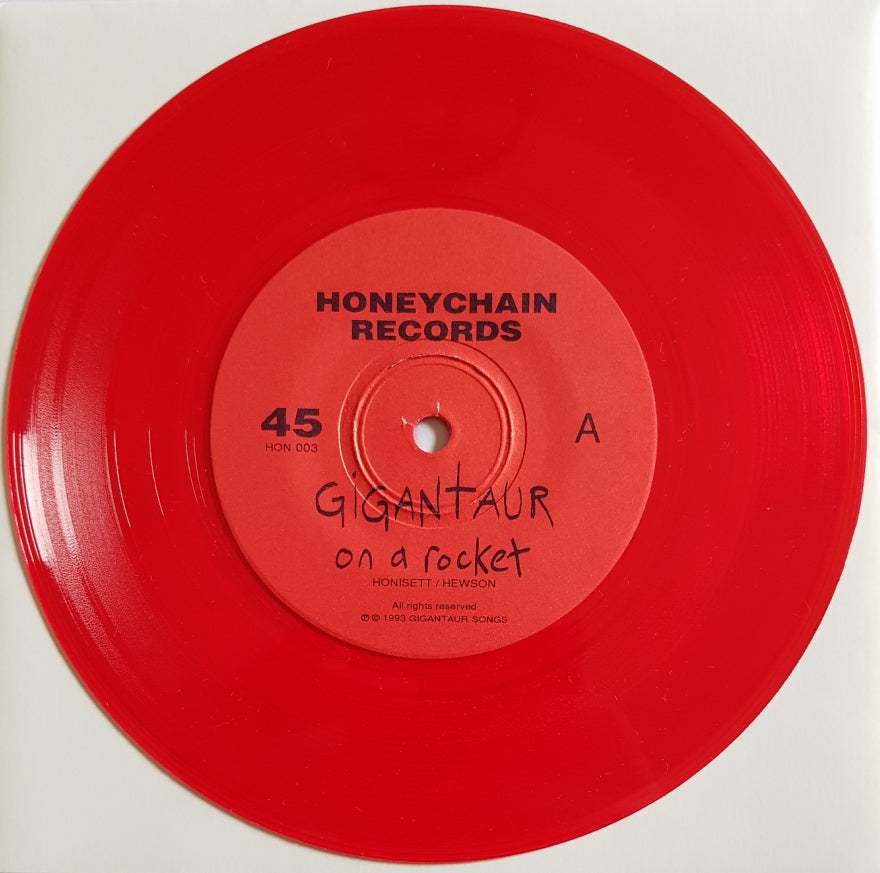 HONEYCHAIN
RECORDS
45
A
HON 003
GiGANTAUR
on a rocket
HONISETT / HEWSON
All rights reserved
℗ © 1993 GIGANTAUR SONGS